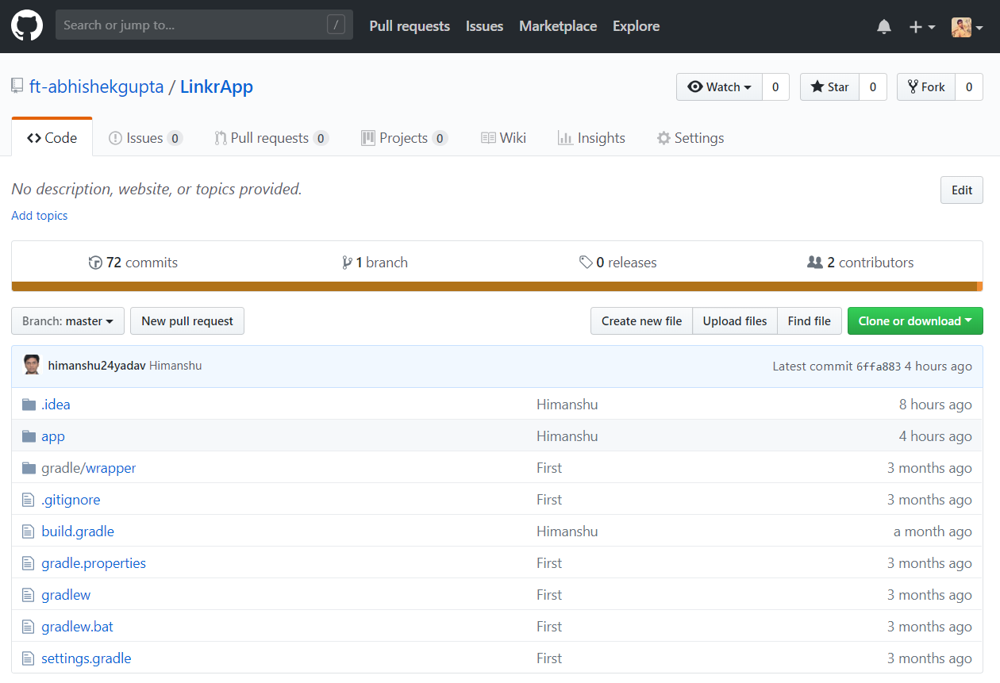 Search or jump to... / Pull requests Issues Marketplace Explore
ft-abhishekgupta / LinkrApp Watch 0 Star 0 Fork 0
Code Issues 0 Pull requests 0 Projects 0 Wiki Insights Settings
No description, website, or topics provided. Edit
Add topics
72 commits 1 branch 0 releases 2 contributors
Branch: master New pull request Create new file Upload files Find file Clone or download
himanshu24yadav Himanshu Latest commit 6ffa883 4 hours ago
.idea Himanshu 8 hours ago
app Himanshu 4 hours ago
gradle/wrapper First 3 months ago
.gitignore First 3 months ago
build.gradle Himanshu a month ago
gradle.properties First 3 months ago
gradlew First 3 months ago
gradlew.bat First 3 months ago
settings.gradle First 3 months ago